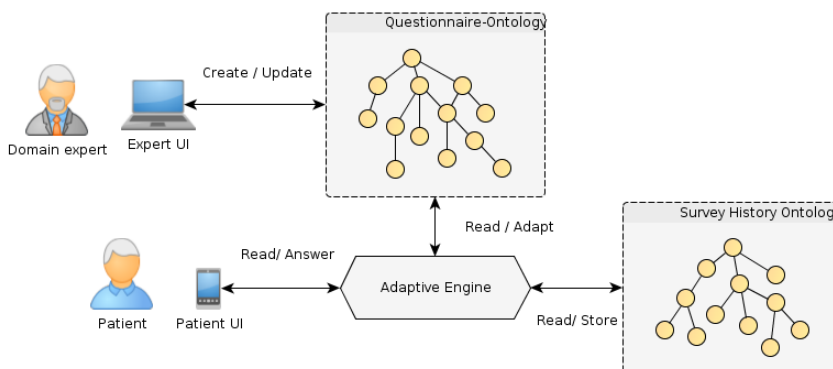 Questionnaire-Ontology
Create / Update
Domain expert
Expert UI
Read / Adapt
Survey History Ontolog
Read/ Answer
Adaptive Engine
Patient
Patient UI
Read/ Store